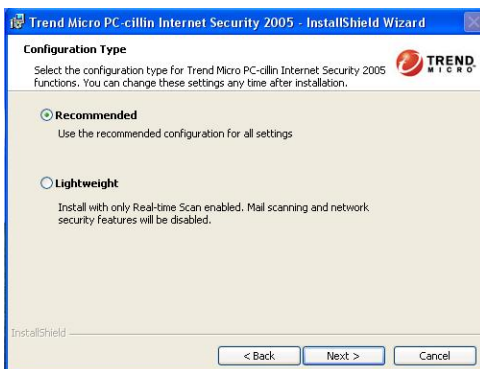 Trend Micro PC-cillin Internet Security 2005 - InstallShield Wizard
Configuration Type
Select the configuration type for Trend Micro PC-cillin Internet Security 2005
functions. You can change these settings any time after installation.
TREND
MICRO
Recommended
Use the recommended configuration for all settings
Lightweight
Install with only Real-time Scan enabled. Mail scanning and network
security features will be disabled.
InstallShield
< Back
Next >
Cancel